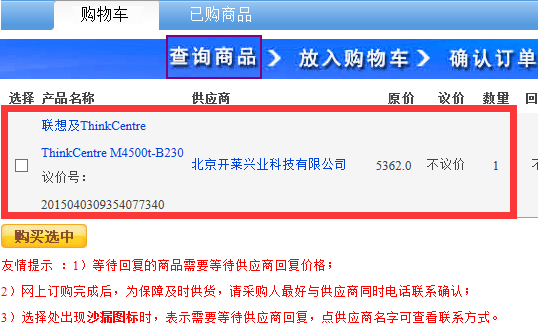 购物车 已购商品
查询商品 放入购物车 确认订单
选择 产品名称 供应商 原价 议价 数量 回
联想及ThinkCentre
ThinkCentre M4500t-B230
议价号：
2015040309354077340
北京开莱兴业科技有限公司 5362.0 不议价 1
购买选中
友情提示 ：1）等待回复的商品需要等待供应商回复价格；
2）网上订购完成后，为保障及时供货，请采购人最好与供应商同时电话联系确认；
3）选择处出现沙漏图标时，表示需要等待供应商回复，点供应商名字可查看联系方式。